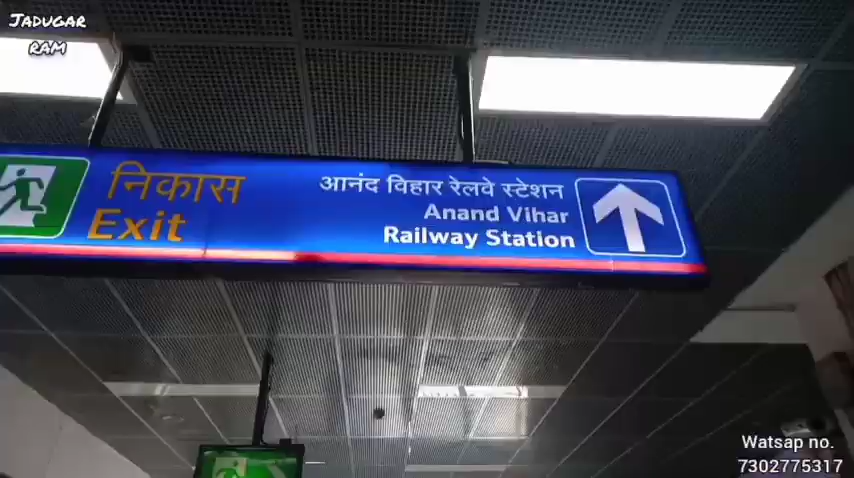 JADUGAR
RAM
निकास
Exit
आनंद विहार रेलवे स्टेशन
Anand Vihar
Railway Station
Watsap no.
7302775317